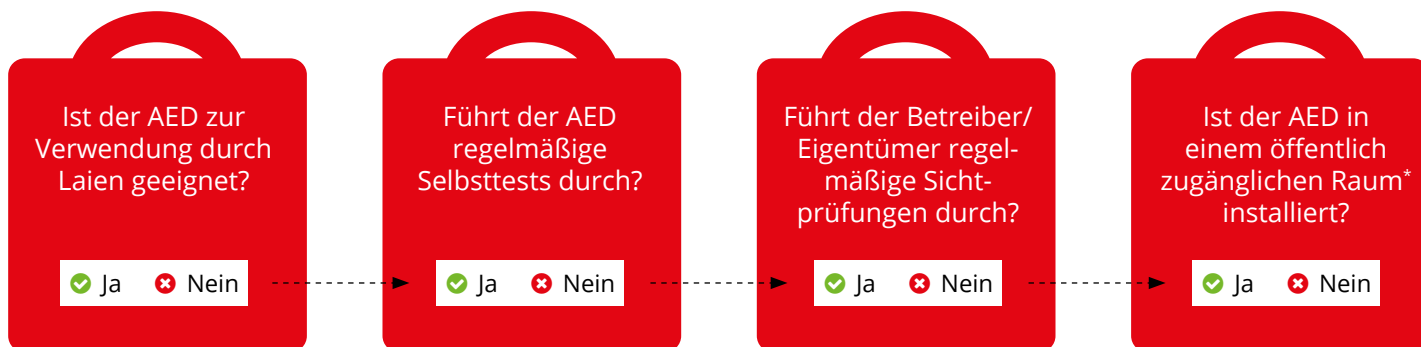 Ist der AED zur
Verwendung durch
Laien geeignet?
Ja Nein
Führt der AED
regelmäßige
Selbsttests durch?
Ja Nein
Führt der Betreiber/
Eigentümer regel-
mäßige Sicht-
prüfungen durch?
Ja Nein
Ist der AED in
einem öffentlich
zugänglichen Raum*
installiert?
Ja Nein